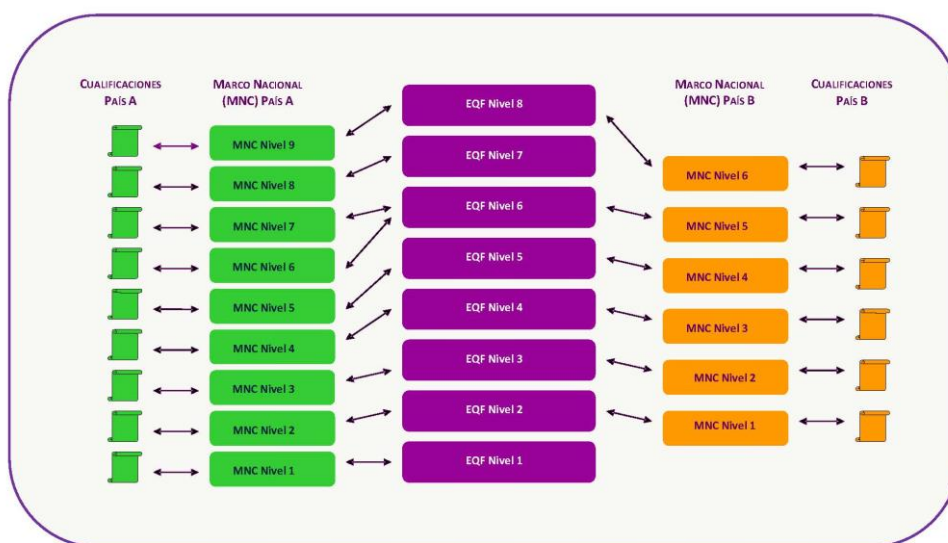 CUALIFICACIONES
PAÍS A
MNC Nivel 9
MNC Nivel 8
MNC Nivel 7
MNC Nivel 6
MNC Nivel 5
MNC Nivel 4
MNC Nivel 3
MNC Nivel 2
MNC Nivel 1
MARCO NACIONAL
(MNC) PAÍS A
EQF Nivel 8
EQF Nivel 7
EQF Nivel 6
EQF Nivel 5
EQF Nivel 4
EQF Nivel 3
EQF Nivel 2
EQF Nivel 1
MARCO NACIONAL
(MNC) PAÍS B
MNC Nivel 6
MNC Nivel 5
MNC Nivel 4
MNC Nivel 3
MNC Nivel 2
MNC Nivel 1
CUALIFICACIONES
PAÍS B